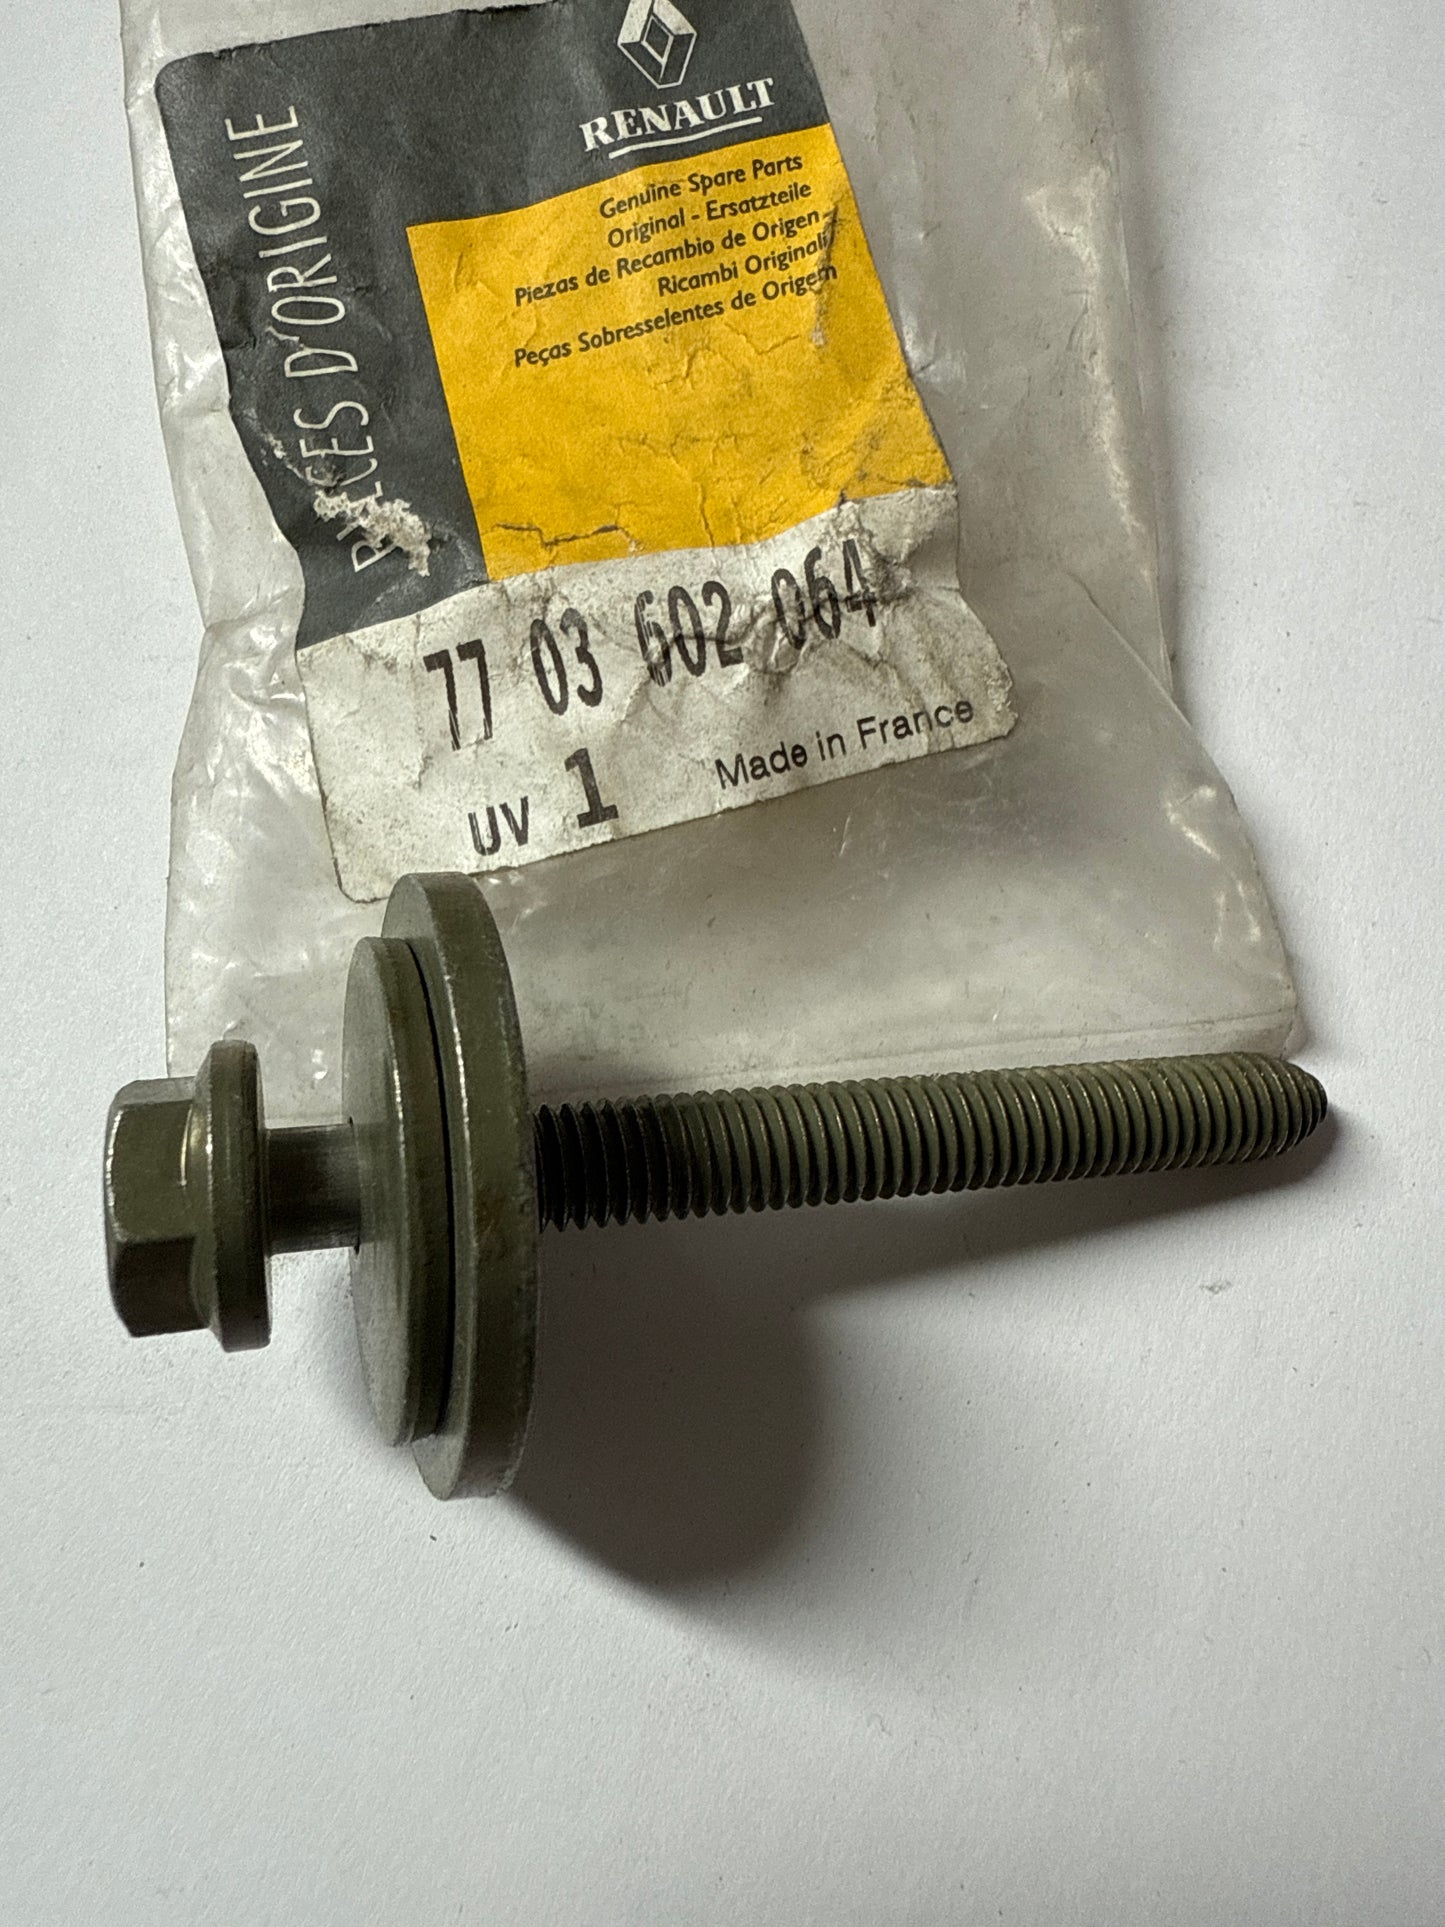 RENAULT
PIÈCES D'ORIGINE
Genuine Spare Parts
Original - Ersatzteile
Piezas de Recambio de Origen
Ricambi Originali
Peças Sobresselentes de Origem
77 03 602 064
UV 1 Made in France